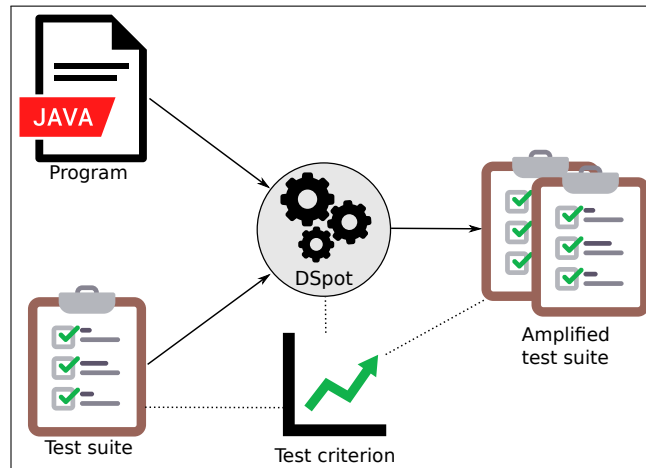 JAVA
Program
DSpot
Amplified
test suite
Test suite
Test criterion